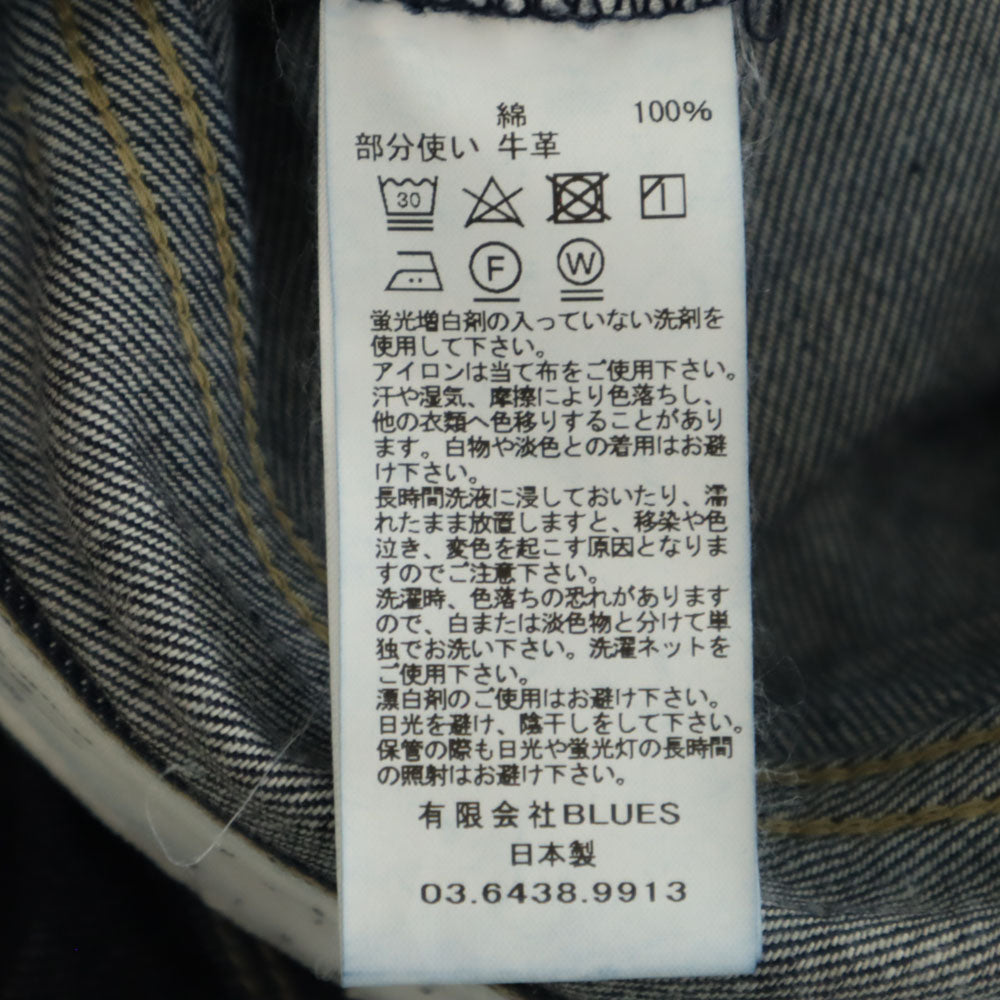 綿 100%
部分使い 牛革
30
F W
蛍光増白剤の入っていない洗剤を
使用して下さい。
アイロンは当て布をご使用下さい。
汗や湿気、摩擦により色落ちし、
他の衣類へ色移りすることがあり
ます。白物や淡色との着用はお避
け下さい。
長時間洗液に浸しておいたり、濡
れたまま放置しますと、移染や色
泣き、変色を起こす原因となりま
すのでご注意下さい。
洗濯時、色落ちの恐れがあります
ので、白または淡色物と分けて単
独でお洗い下さい。洗濯ネットを
ご使用下さい。
漂白剤のご使用はお避け下さい。
日光を避け、陰干しをして下さい。
保管の際も日光や蛍光灯の長時間
の照射はお避け下さい。
有限会社BLUES
日本製
03.6438.9913